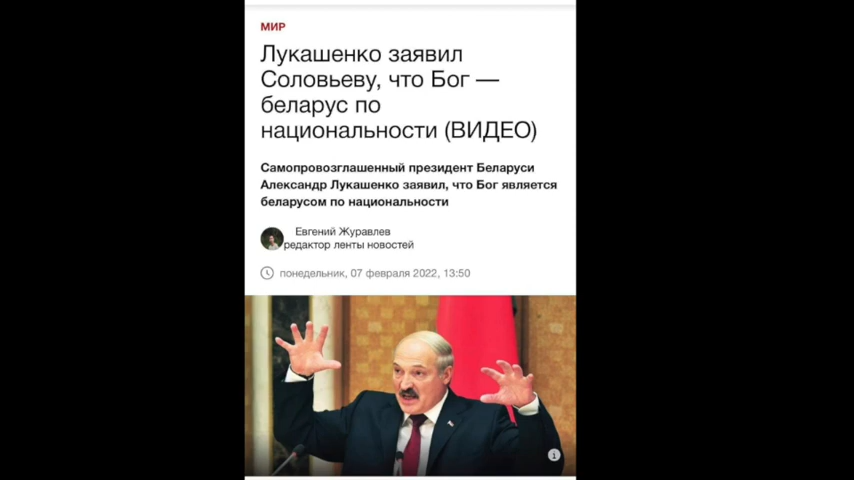 МИР
Лукашенко заявил
Соловьеву, что Бог —
беларус по
национальности (ВИДЕО)
Самопровозглашенный президент Беларуси
Александр Лукашенко заявил, что Бог является
беларусом по национальности
Евгений Журавлев
редактор ленты новостей
понедельник, 07 февраля 2022, 13:50